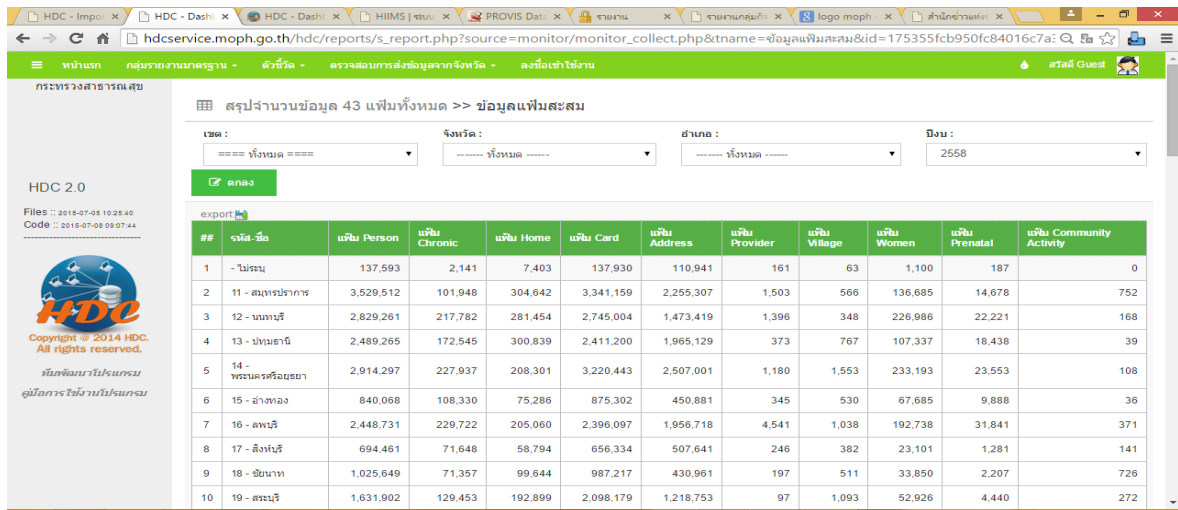 HDC - Impor
HDC - Dashb
HDC - Dashb
HIIMS | ระบบ
PROVIS Data
รายงาน
รายงานกลุ่มกิจ
logo moph -
สำนักข่าวแห่ง
hdcservice.moph.go.th/hdc/reports/s_report.php?source=monitor/monitor_collect.php&tname=ข้อมูลแฟ้มสะสม&id=175355fcb950fc84016c7a
หน้าแรก กลุ่มรายงานมาตรฐาน ตัวชี้วัด ตรวจสอบการส่งข้อมูลจากจังหวัด ลงชื่อเข้าใช้งาน สวัสดี Guest
กระทรวงสาธารณสุข
สรุปจำนวนข้อมูล 43 แฟ้มทั้งหมด >> ข้อมูลแฟ้มสะสม
เขต : จังหวัด : อำเภอ : ปีงบ :
==== ทั้งหมด ==== ------- ทั้งหมด ------ ------- ทั้งหมด ------ 2558
ตกลง
HDC 2.0
Files :: 2015-07-05 10:25:40
Code :: 2015-07-08 09:07:44
HDC
Copyright @ 2014 HDC.
All rights reserved.
ทีมพัฒนาโปรแกรม
คู่มือการใช้งานโปรแกรม
export:
## รหัส-ชื่อ แฟ้ม Person แฟ้ม Chronic แฟ้ม Home แฟ้ม Card แฟ้ม Address แฟ้ม Provider แฟ้ม Village แฟ้ม Women แฟ้ม Prenatal แฟ้ม Community Activity
1 - ไม่ระบุ 137,593 2,141 7,403 137,930 110,941 161 63 1,100 187 0
2 11 - สมุทรปราการ 3,529,512 101,948 304,642 3,341,159 2,255,307 1,503 566 136,685 14,678 752
3 12 - นนทบุรี 2,829,261 217,782 281,454 2,745,004 1,473,419 1,396 348 226,986 22,221 168
4 13 - ปทุมธานี 2,489,265 172,545 300,839 2,411,200 1,965,129 373 767 107,337 18,438 39
5 14 - พระนครศรีอยุธยา 2,914,297 227,937 208,301 3,220,443 2,507,001 1,180 1,553 233,193 23,553 108
6 15 - อ่างทอง 840,068 108,330 75,286 875,302 450,881 345 530 67,685 9,888 36
7 16 - ลพบุรี 2,448,731 229,722 205,060 2,396,097 1,956,718 4,541 1,038 192,738 31,841 371
8 17 - สิงห์บุรี 694,461 71,648 58,794 656,334 507,641 246 382 23,101 1,281 141
9 18 - ชัยนาท 1,025,649 71,357 99,644 987,217 430,961 197 511 33,850 2,207 726
10 19 - สระบุรี 1,631,902 129,453 192,899 2,098,179 1,218,753 97 1,093 52,926 4,440 272